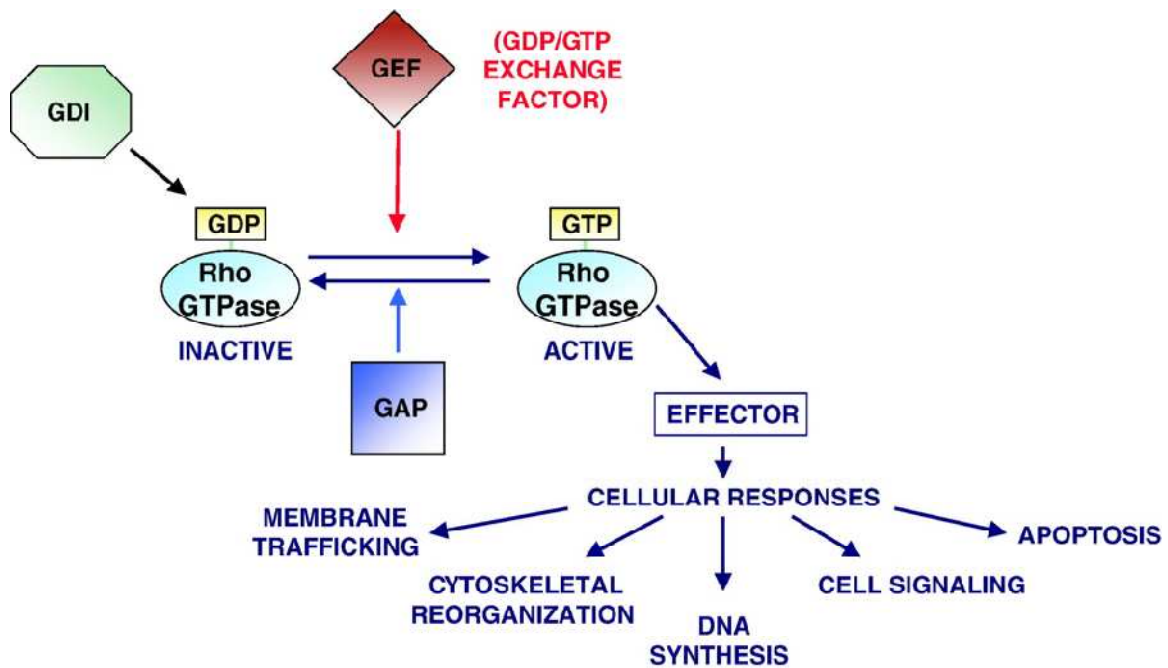 GEF
(GDP/GTP
EXCHANGE
FACTOR)
GDI
GDP
Rho
GTPase
INACTIVE
GTP
Rho
GTPase
ACTIVE
GAP
EFFECTOR
CELLULAR RESPONSES
MEMBRANE
TRAFFICKING
CYTOSKELETAL
REORGANIZATION
DNA
SYNTHESIS
CELL SIGNALING
APOPTOSIS